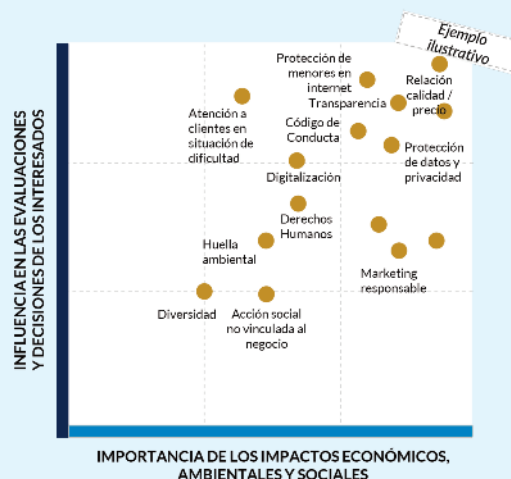 Ejemplo
ilustrativo
Protección de
menores en
internet
Transparencia
Relación
calidad /
precio
Atención a
clientes en
situación de
dificultad
Código de
Conducta
Protección
de datos y
privacidad
Digitalización
Derechos
Humanos
Huella
ambiental
Marketing
responsable
Diversidad
Acción social
no vinculada al
negocio
INFLUENCIA EN LAS EVALUACIONES
Y DECISIONES DE LOS INTERESADOS
IMPORTANCIA DE LOS IMPACTOS ECONÓMICOS,
AMBIENTALES Y SOCIALES